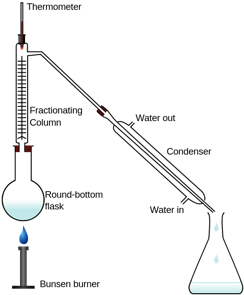 Thermometer
Fractionating
Column
Water out
Condenser
Round-bottom
flask
Water in
Bunsen burner